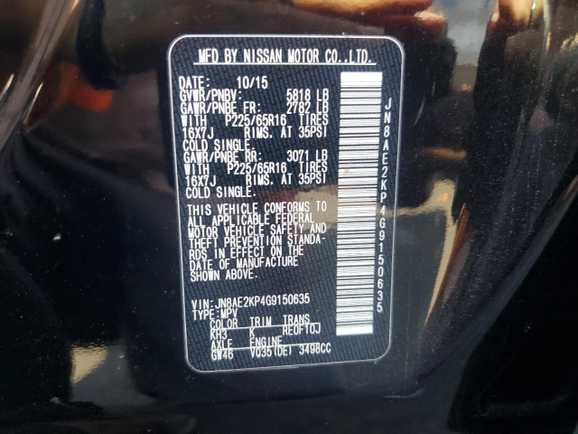 MFD BY NISSAN MOTOR CO.,LTD.
DATE: 10/15
GVWR/PNBV: 5818 LB
GAWR/PNBE FR: 2782 LB
WITH P225/65R16 TIRES
16X7J RIMS. AT 35PSI
COLD SINGLE.
GAWR/PNBE RR: 3071 LB
WITH P225/65R16 TIRES
16X7J RIMS. AT 35PSI
COLD SINGLE.
THIS VEHICLE CONFORMS TO
ALL APPLICABLE FEDERAL
MOTOR VEHICLE SAFETY AND
THEFT PREVENTION STANDA-
RDS IN EFFECT ON THE
DATE OF MANUFACTURE
SHOWN ABOVE.
VIN: JN8AE2KP4G9150635
TYPE: MPV
COLOR TRIM TRANS
KH3 K RE0F10J
AXLE ENGINE
GW46 VQ35(DE) 3498CC
JN8AE2KP4G9150635